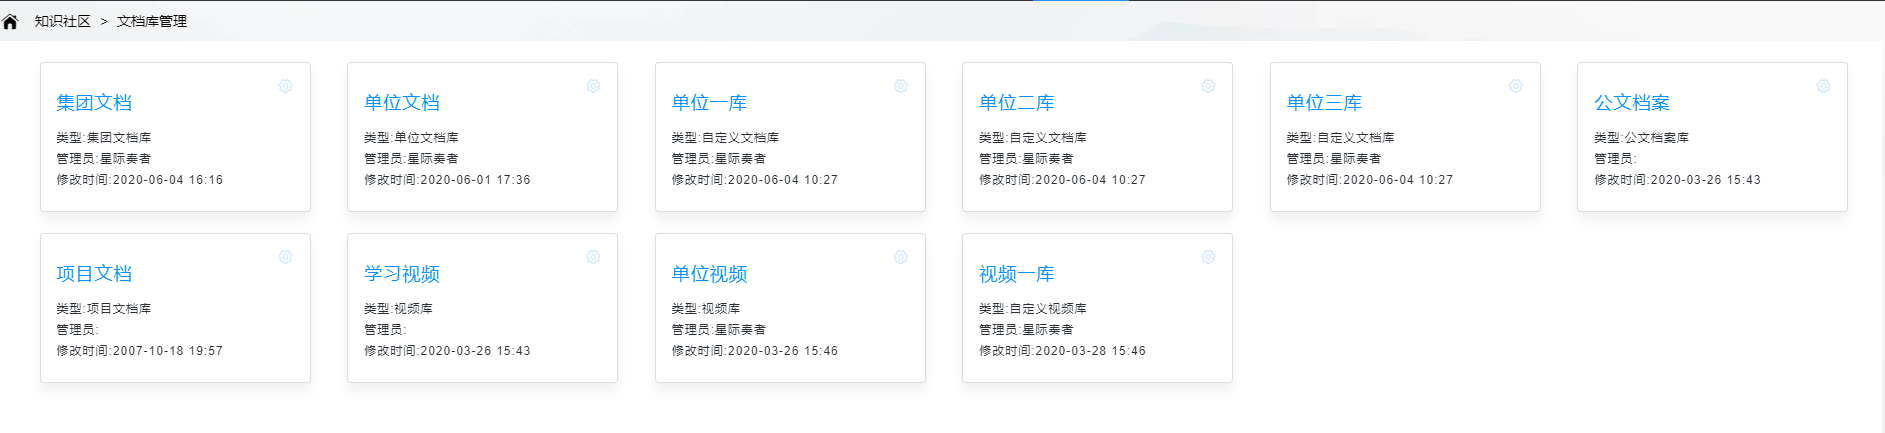 知识社区 > 文档库管理
集团文档
类型:集团文档库
管理员:星际奏者
修改时间:2020-06-04 16:16
单位文档
类型:单位文档库
管理员:星际奏者
修改时间:2020-06-01 17:36
单位一库
类型:自定义文档库
管理员:星际奏者
修改时间:2020-06-04 10:27
单位二库
类型:自定义文档库
管理员:星际奏者
修改时间:2020-06-04 10:27
单位三库
类型:自定义文档库
管理员:星际奏者
修改时间:2020-06-04 10:27
公文档案
类型:公文档案库
管理员:
修改时间:2020-03-26 15:43
项目文档
类型:项目文档库
管理员:
修改时间:2007-10-18 19:57
学习视频
类型:视频库
管理员:
修改时间:2020-03-26 15:43
单位视频
类型:视频库
管理员:星际奏者
修改时间:2020-03-26 15:46
视频一库
类型:自定义视频库
管理员:星际奏者
修改时间:2020-03-28 15:46